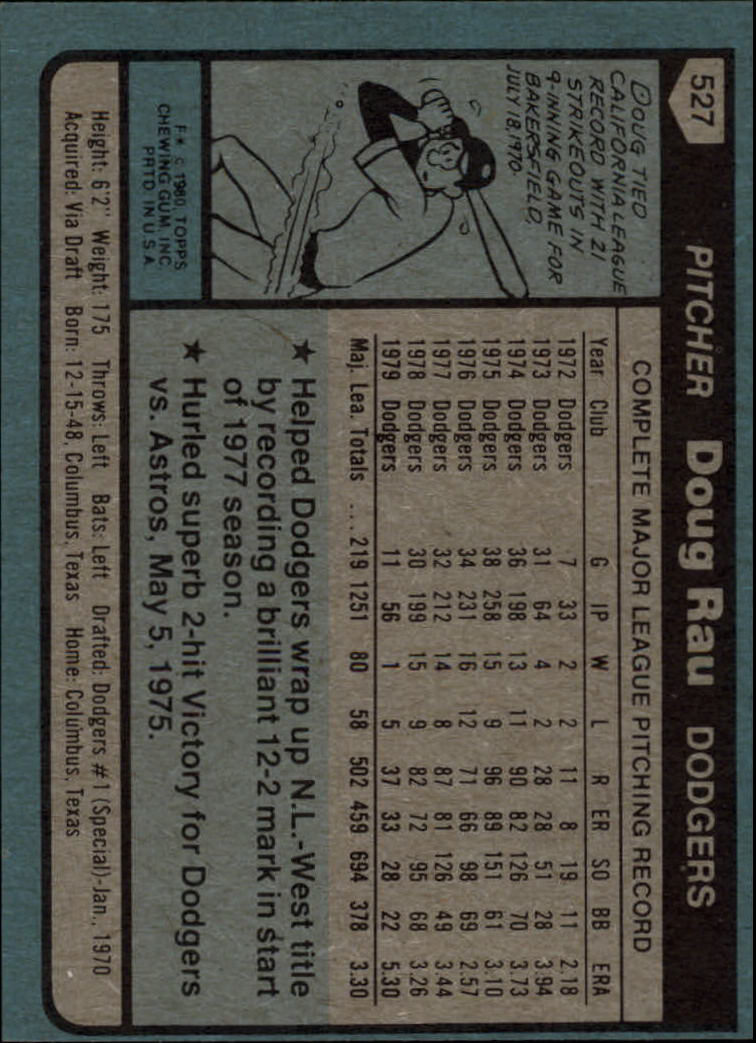 527
PITCHER Doug Rau DODGERS
DOUG TIED
CALIFORNIA LEAGUE
RECORD WITH 21
STRIKEOUTS IN
9-INNING GAME FOR
BAKERSFIELD,
JULY 18, 1970.
F* © 1980 TOPPS
CHEWING GUM, INC.
PRTD. IN U.S.A.
COMPLETE MAJOR LEAGUE PITCHING RECORD
Year Club G IP W L R ER SO BB ERA
1972 Dodgers 7 33 2 2 11 8 19 11 2.18
1973 Dodgers 31 64 4 2 28 28 51 28 3.94
1974 Dodgers 36 198 13 11 90 82 126 70 3.73
1975 Dodgers 38 258 15 9 96 89 151 61 3.10
1976 Dodgers 34 231 16 12 71 66 98 69 2.57
1977 Dodgers 32 212 14 8 87 81 126 49 3.44
1978 Dodgers 30 199 15 9 82 72 95 68 3.26
1979 Dodgers 11 56 1 5 37 33 28 22 5.30
Maj. Lea. Totals ... 219 1251 80 58 502 459 694 378 3.30
★ Helped Dodgers wrap up N.L.-West title
by recording a brilliant 12-2 mark in start
of 1977 season.
★ Hurled superb 2-hit Victory for Dodgers
vs. Astros, May 5, 1975.
Height: 6'2" Weight: 175 Throws: Left Bats: Left Drafted: Dodgers #1 (Special)-Jan., 1970
Acquired: Via Draft Born: 12-15-48, Columbus, Texas Home: Columbus, Texas